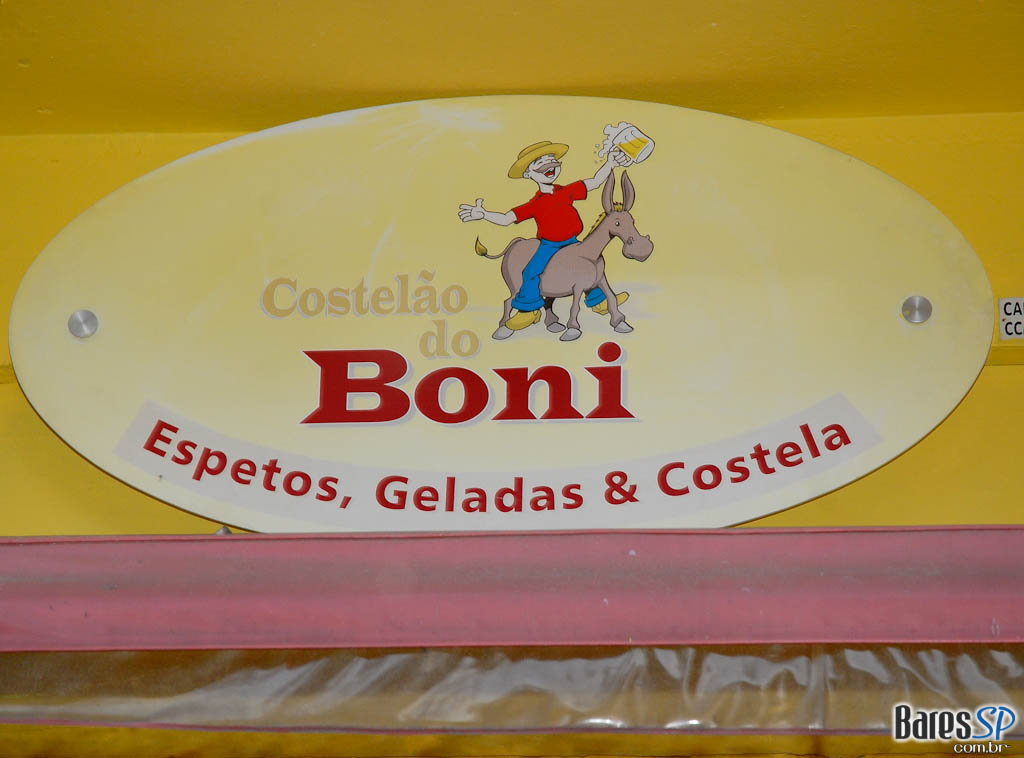 Costelão
do
Boni
Espetos, Geladas & Costela
BaresSP
com.br